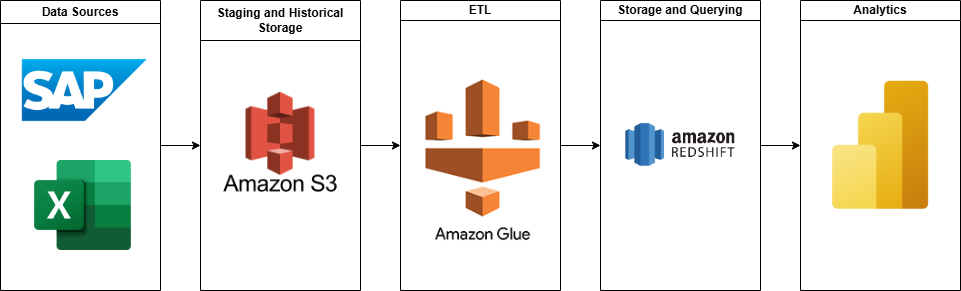 Data Sources
SAP
X
Staging and Historical
Storage
Amazon S3
ETL
Amazon Glue
Storage and Querying
amazon
REDSHIFT
Analytics